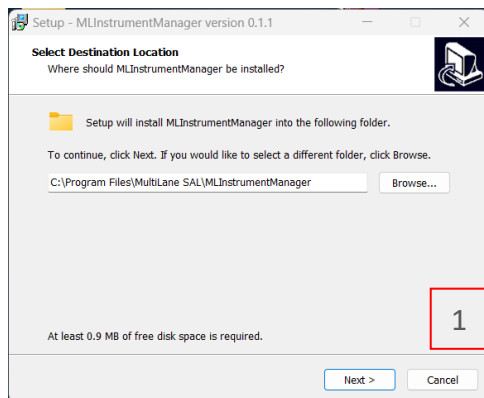 Setup - MLInstrumentManager version 0.1.1
Select Destination Location
Where should MLInstrumentManager be installed?
Setup will install MLInstrumentManager into the following folder.
To continue, click Next. If you would like to select a different folder, click Browse.
C:\Program Files\MultiLane SAL\MLInstrumentManager
Browse...
1
At least 0.9 MB of free disk space is required.
Next >
Cancel